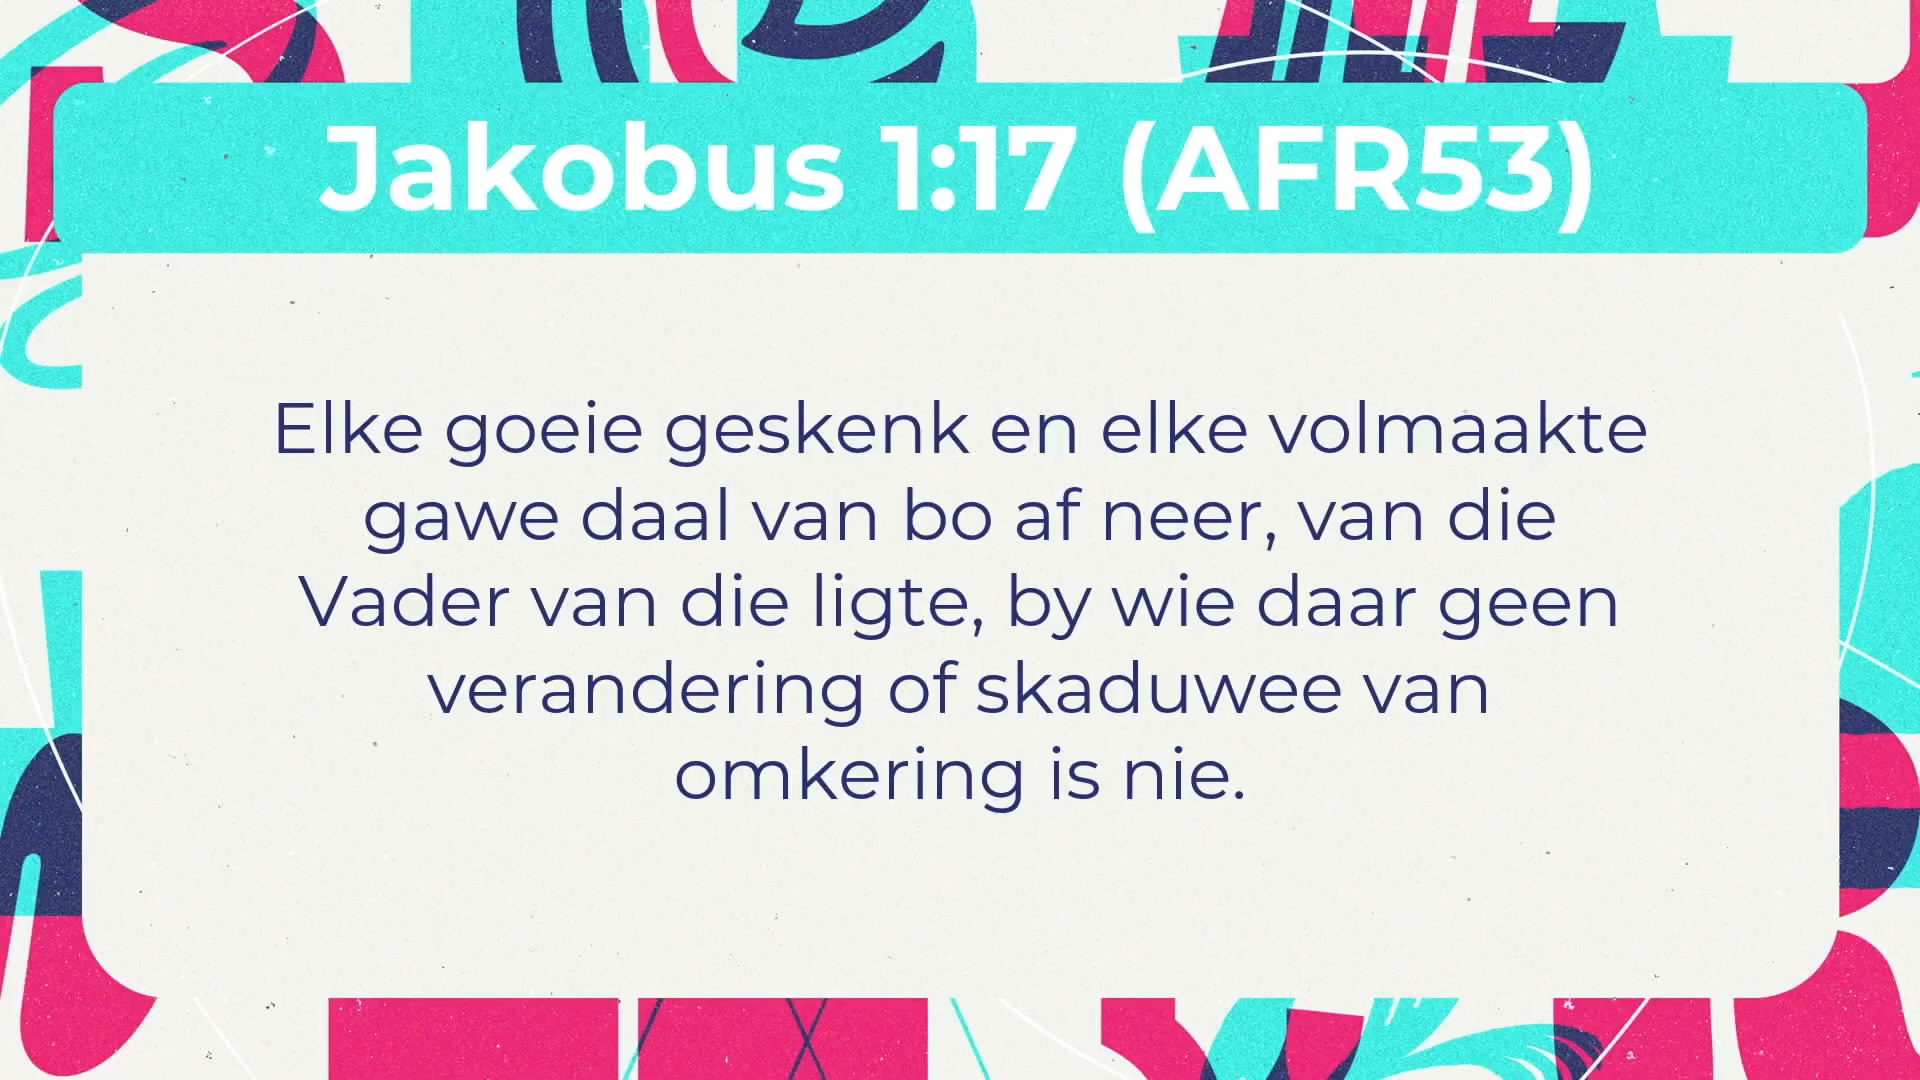 Jakobus 1:17 (AFR53)
Elke goeie geskenk en elke volmaakte
gawe daal van bo af neer, van die
Vader van die ligte, by wie daar geen
verandering of skaduwee van
omkering is nie.